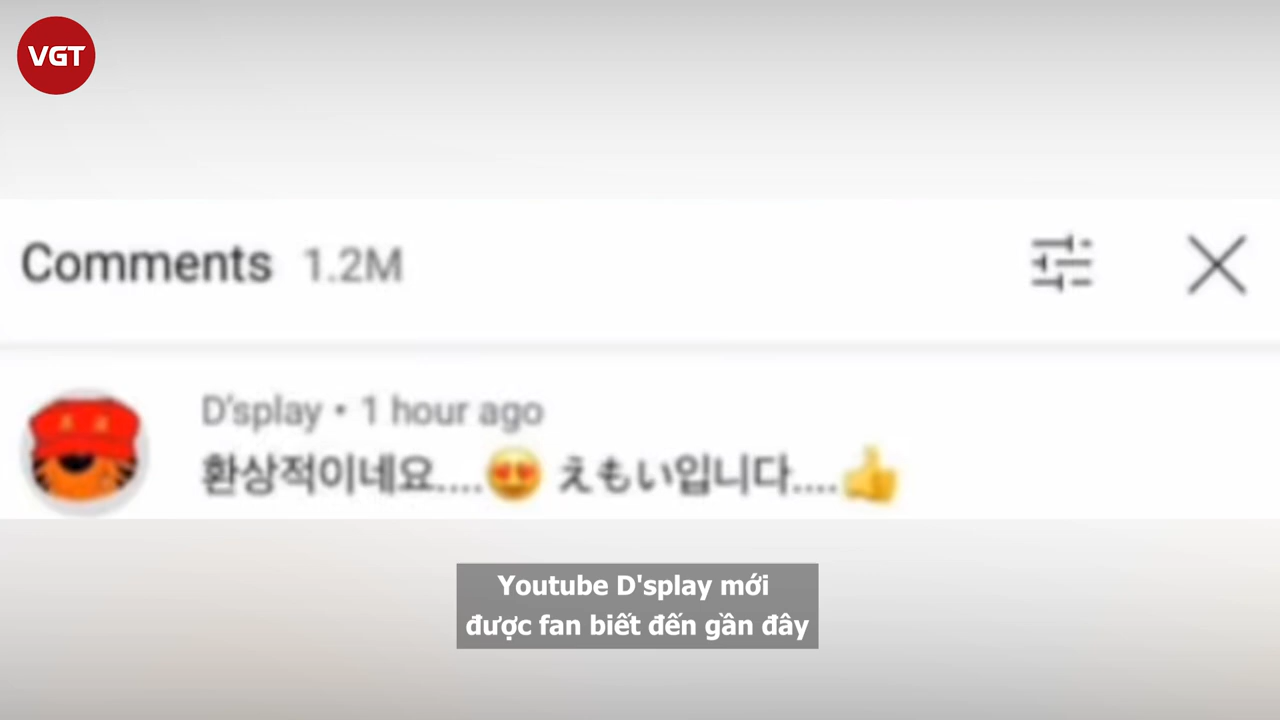 VGT
Comments 1.2M
D'splay • 1 hour ago
환상적이네요....😍 えもい입니다....👍
Youtube D'splay mới
được fan biết đến gần đây